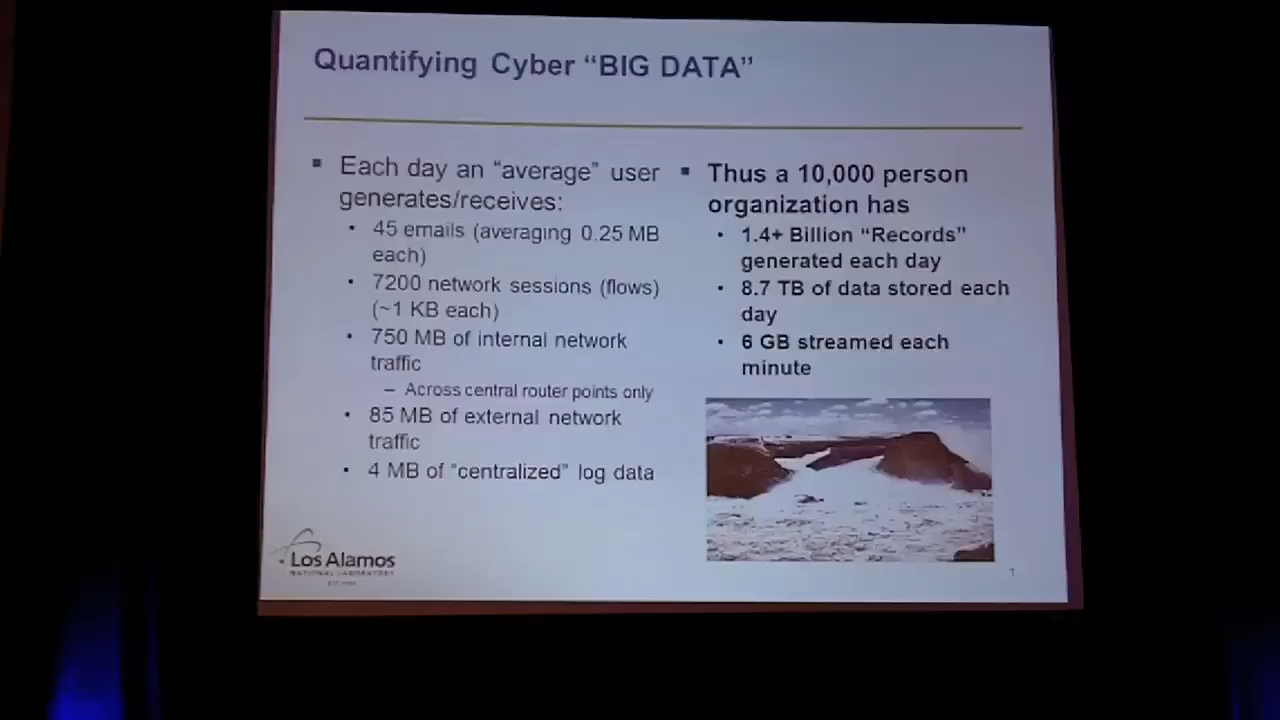 Quantifying Cyber “BIG DATA”
▪ Each day an “average” user
generates/receives:
• 45 emails (averaging 0.25 MB
each)
• 7200 network sessions (flows)
(~1 KB each)
• 750 MB of internal network
traffic
– Across central router points only
• 85 MB of external network
traffic
• 4 MB of “centralized” log data
▪ Thus a 10,000 person
organization has
• 1.4+ Billion “Records”
generated each day
• 8.7 TB of data stored each
day
• 6 GB streamed each
minute
Los Alamos
NATIONAL LABORATORY